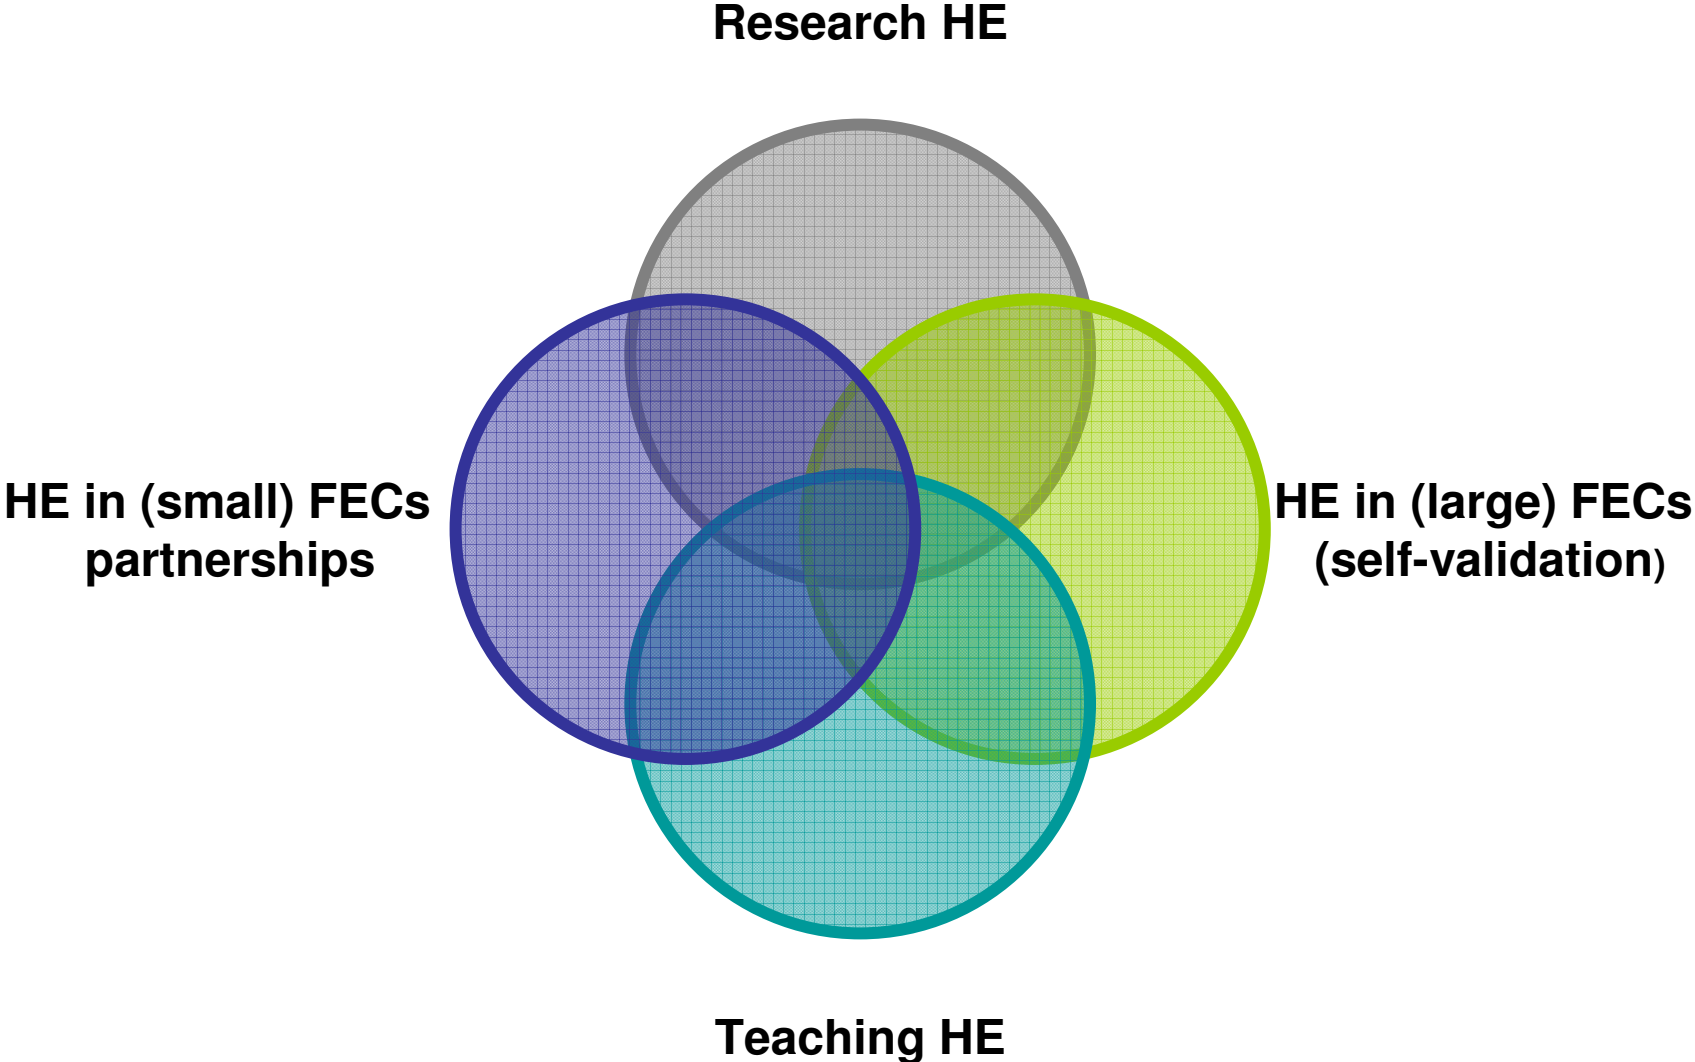 Research HE
HE in (small) FECs
partnerships
HE in (large) FECs
(self-validation)
Teaching HE